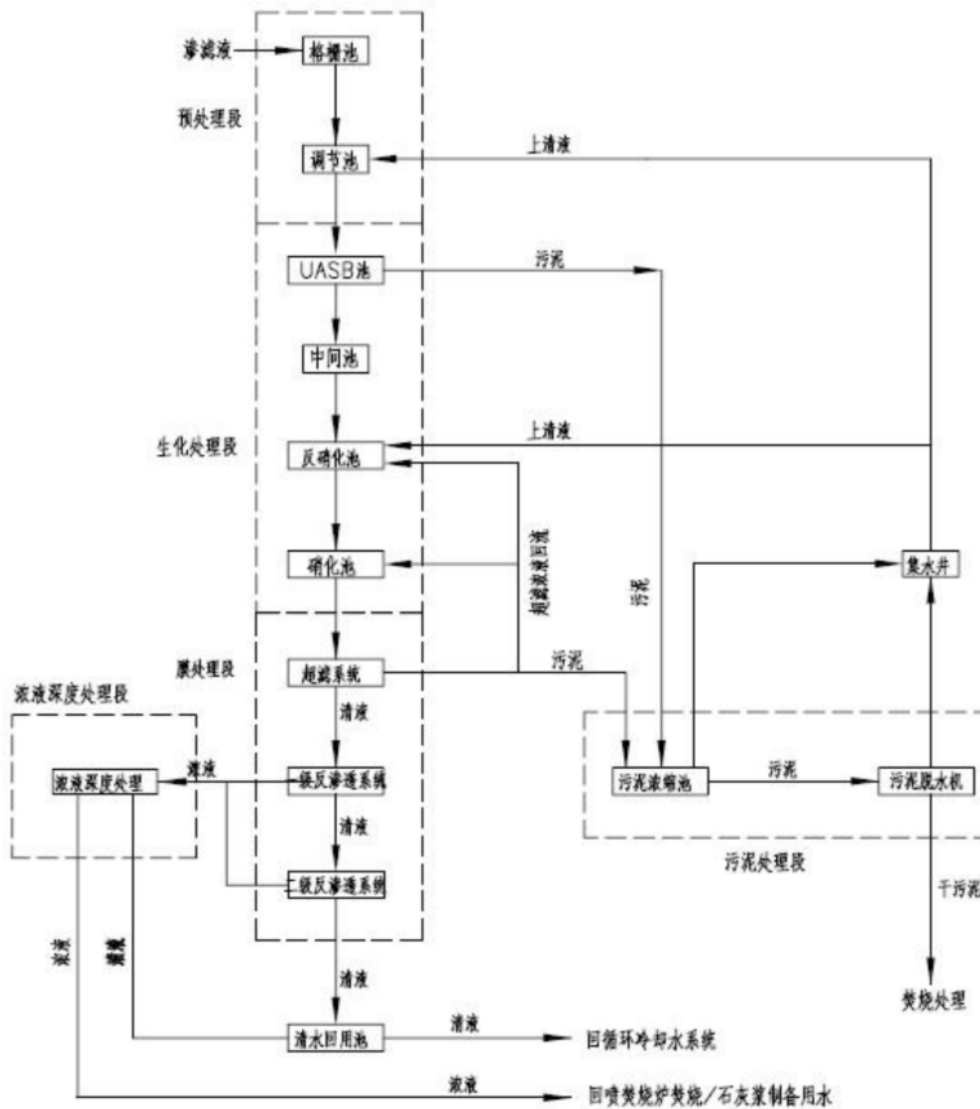 渗滤液
格栅池
预处理段
调节池
上清液
UASB池
污泥
中间池
上清液
生化处理段
反硝化池
硝化池
超滤浓液回流
污泥
集水井
膜处理段
超滤系统
污泥
浓液深度处理段
清液
浓液
浓液深度处理
一级反渗透系统
污泥浓缩池
污泥
污泥脱水机
清液
污泥处理段
二级反渗透系统
干污泥
浓液
清液
焚烧处理
清水回用池
清液
回循环冷却水系统
浓液
回喷焚烧炉焚烧/石灰浆制备用水